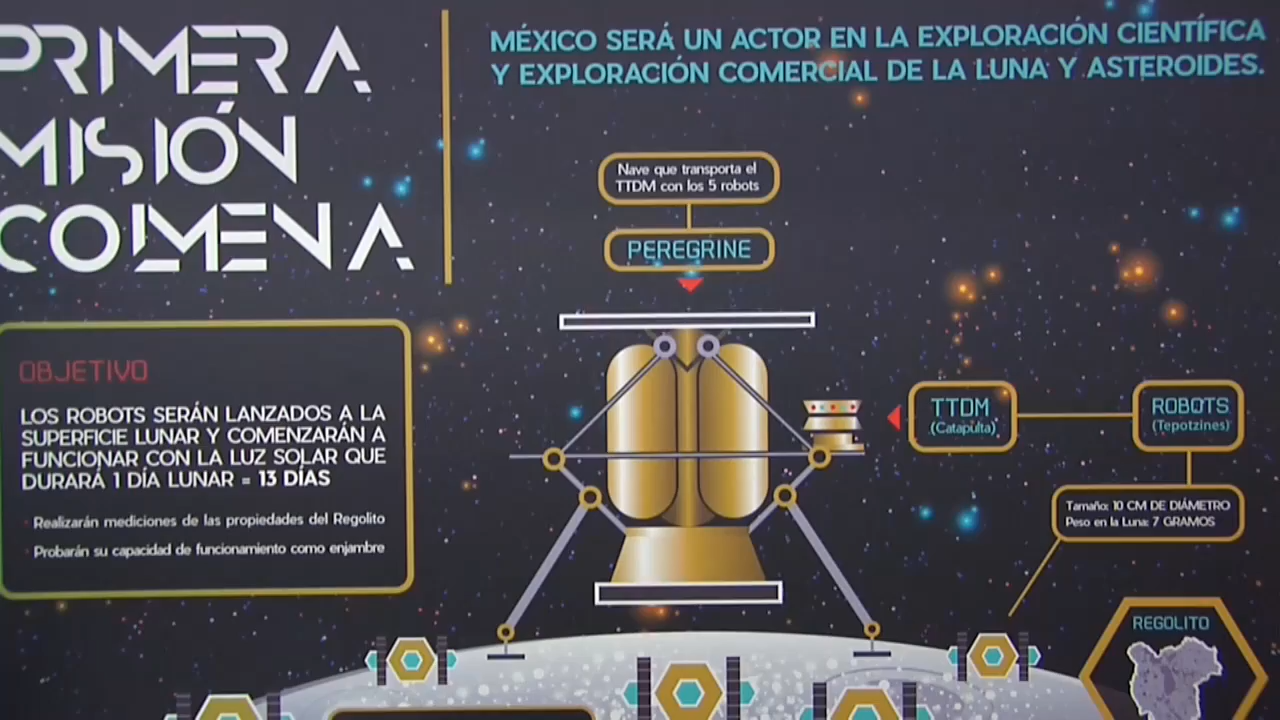 PRIMERA
MISIÓN
COLMENA
MÉXICO SERÁ UN ACTOR EN LA EXPLORACIÓN CIENTÍFICA
Y EXPLORACIÓN COMERCIAL DE LA LUNA Y ASTEROIDES.
Nave que transporta el
TTDM con los 5 robots
PEREGRINE
OBJETIVO
LOS ROBOTS SERÁN LANZADOS A LA
SUPERFICIE LUNAR Y COMENZARÁN A
FUNCIONAR CON LA LUZ SOLAR QUE
DURARÁ 1 DÍA LUNAR = 13 DÍAS
Realizarán mediciones de las propiedades del Regolito
Probarán su capacidad de funcionamiento como enjambre
TTDM
(Catapulta)
ROBOTS
(Tepotzines)
Tamaño: 10 CM DE DIÁMETRO
Peso en la Luna: 7 GRAMOS
REGOLITO